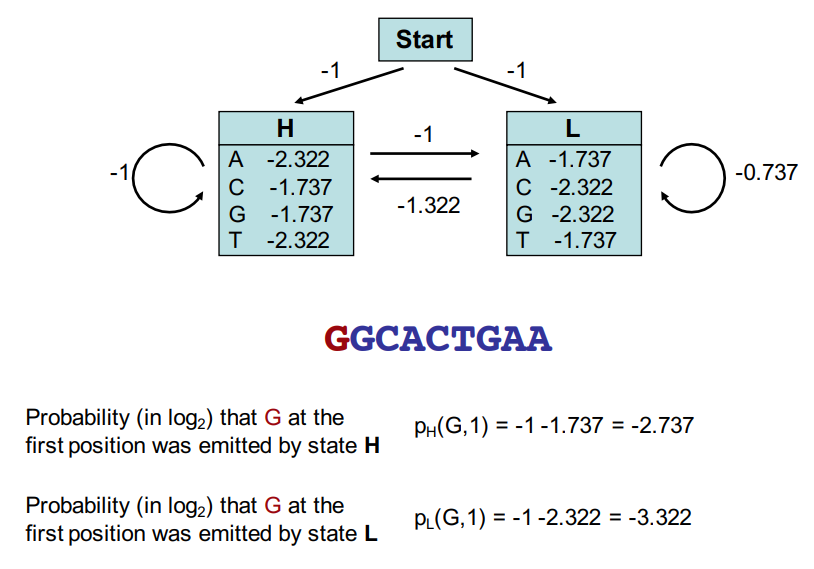 Start
-1
-1
H
A -2.322
C -1.737
G -1.737
T -2.322
-1
-1
-1.322
L
A -1.737
C -2.322
G -2.322
T -1.737
-0.737
GGCACTGAA
Probability (in log₂) that G at the
first position was emitted by state H
pH(G,1) = -1 -1.737 = -2.737
Probability (in log₂) that G at the
first position was emitted by state L
pL(G,1) = -1 -2.322 = -3.322